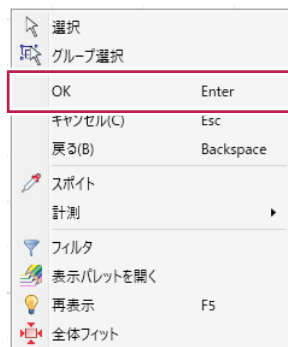 選択
グループ選択
OK Enter
キャンセル(C) Esc
戻る(B) Backspace
スポイト
計測
フィルタ
表示パレットを開く
再表示 F5
全体フィット